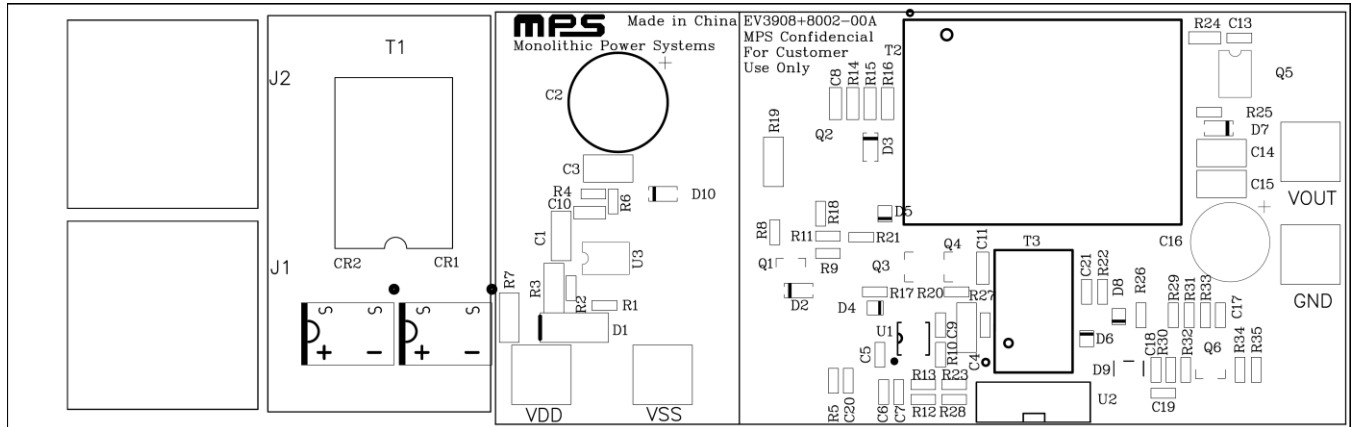 MPS
Made in China
Monolithic Power Systems
EV3908+8002-00A
MPS Confidencial
For Customer
Use Only
T1
J2
J1
CR2
CR1
S
S
S
S
+
-
+
-
C2
+
C3
R4
C10
R6
D10
C1
U3
R7
R3
R2
R1
D1
VDD
VSS
T2
C8
R14
R15
R16
Q2
D3
R19
R18
D5
R8
R11
R21
R9
Q1
Q3
Q4
C11
D2
R17
R20
R27
D4
U1
C9
C5
R10
C4
R13
R23
R5
C20
C6
C7
R12
R28
T3
C21
R22
D8
R26
D6
D9
U2
R24
C13
Q5
R25
D7
C14
C15
VOUT
+
C16
GND
R29
R31
R33
C17
C18
R30
R32
Q6
R34
R35
C19